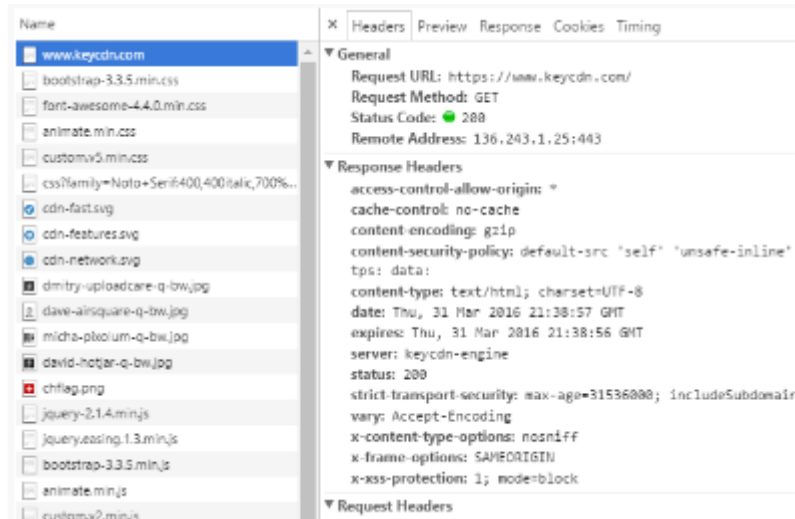 Name
www.keycdn.com
bootstrap-3.3.5.min.css
font-awesome-4.4.0.min.css
animate.min.css
custom.v5.min.css
css?family=Noto+Serif:400,400italic,700%...
cdn-fast.svg
cdn-features.svg
cdn-network.svg
dmitry-uploadcare-q-bw.jpg
dave-airsquare-q-bw.jpg
micha-pixolum-q-bw.jpg
david-hotjar-q-bw.jpg
chflag.png
jquery-2.1.4.min.js
jquery.easing.1.3.min.js
bootstrap-3.3.5.min.js
animate.min.js
custom.v2.min.js
× Headers Preview Response Cookies Timing
▼ General
Request URL: https://www.keycdn.com/
Request Method: GET
Status Code: 200
Remote Address: 136.243.1.25:443
▼ Response Headers
access-control-allow-origin: *
cache-control: no-cache
content-encoding: gzip
content-security-policy: default-src 'self' 'unsafe-inline'
tps: data:
content-type: text/html; charset=UTF-8
date: Thu, 31 Mar 2016 21:38:57 GMT
expires: Thu, 31 Mar 2016 21:38:56 GMT
server: keycdn-engine
status: 200
strict-transport-security: max-age=31536000; includeSubdomain
vary: Accept-Encoding
x-content-type-options: nosniff
x-frame-options: SAMEORIGIN
x-xss-protection: 1; mode=block
▼ Request Headers